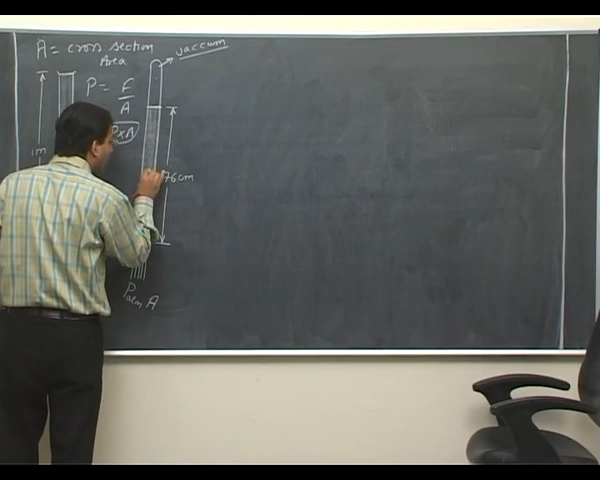 A = cross section
Area
vaccum
P = F
A
P×A
1m
76cm
Patm A